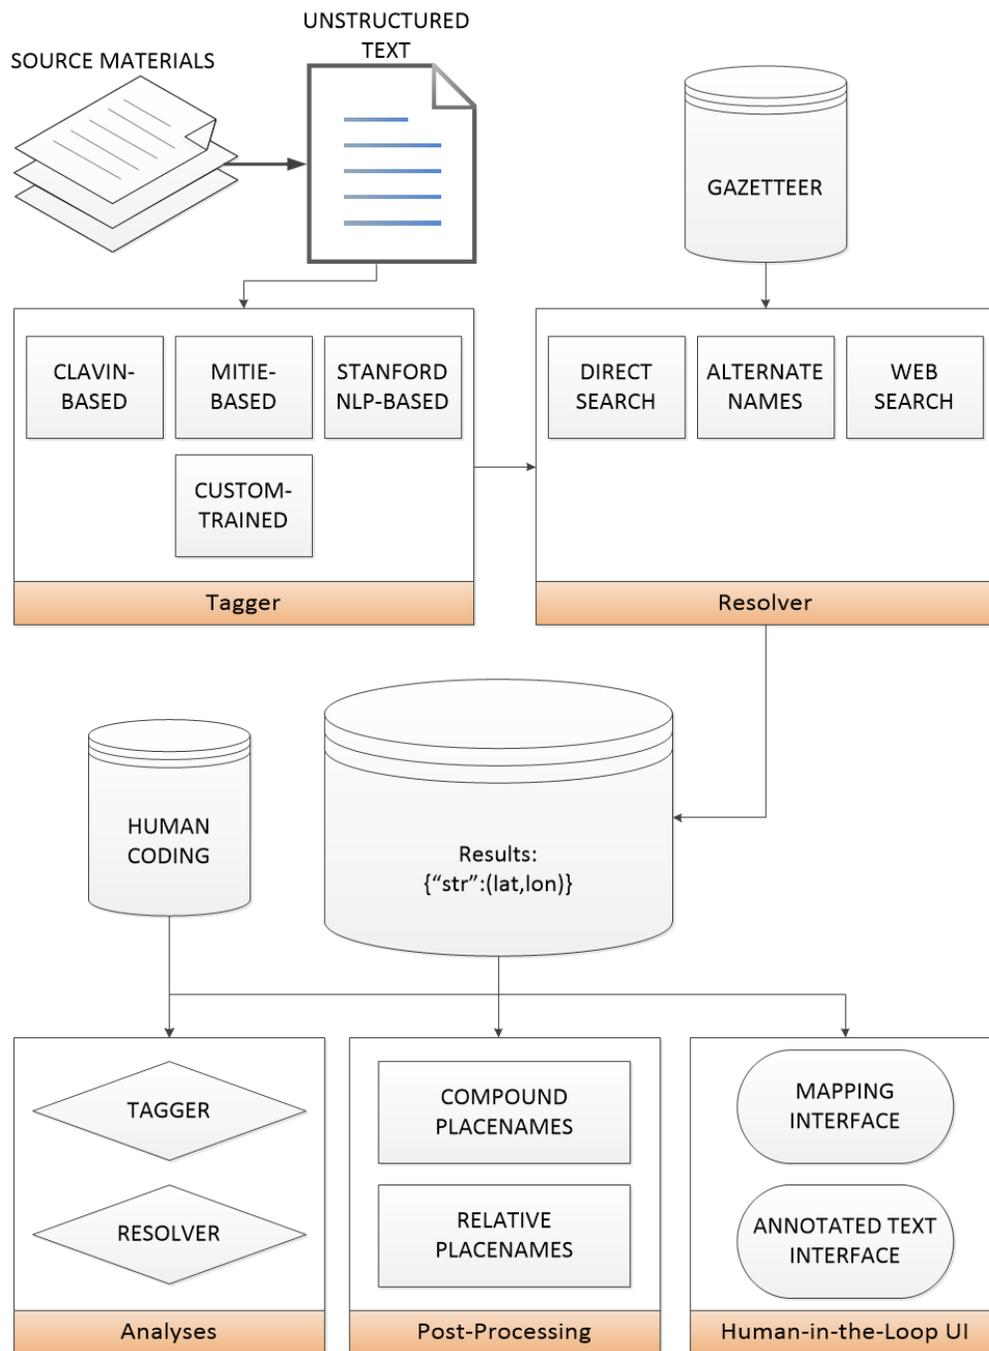 UNSTRUCTURED
TEXT
SOURCE MATERIALS
GAZETTEER
CLAVIN-
BASED
MITIE-
BASED
STANFORD
NLP-BASED
CUSTOM-
TRAINED
Tagger
DIRECT
SEARCH
ALTERNATE
NAMES
WEB
SEARCH
Resolver
HUMAN
CODING
Results:
{“str”:(lat,lon)}
TAGGER
RESOLVER
Analyses
COMPOUND
PLACENAMES
RELATIVE
PLACENAMES
Post-Processing
MAPPING
INTERFACE
ANNOTATED TEXT
INTERFACE
Human-in-the-Loop UI